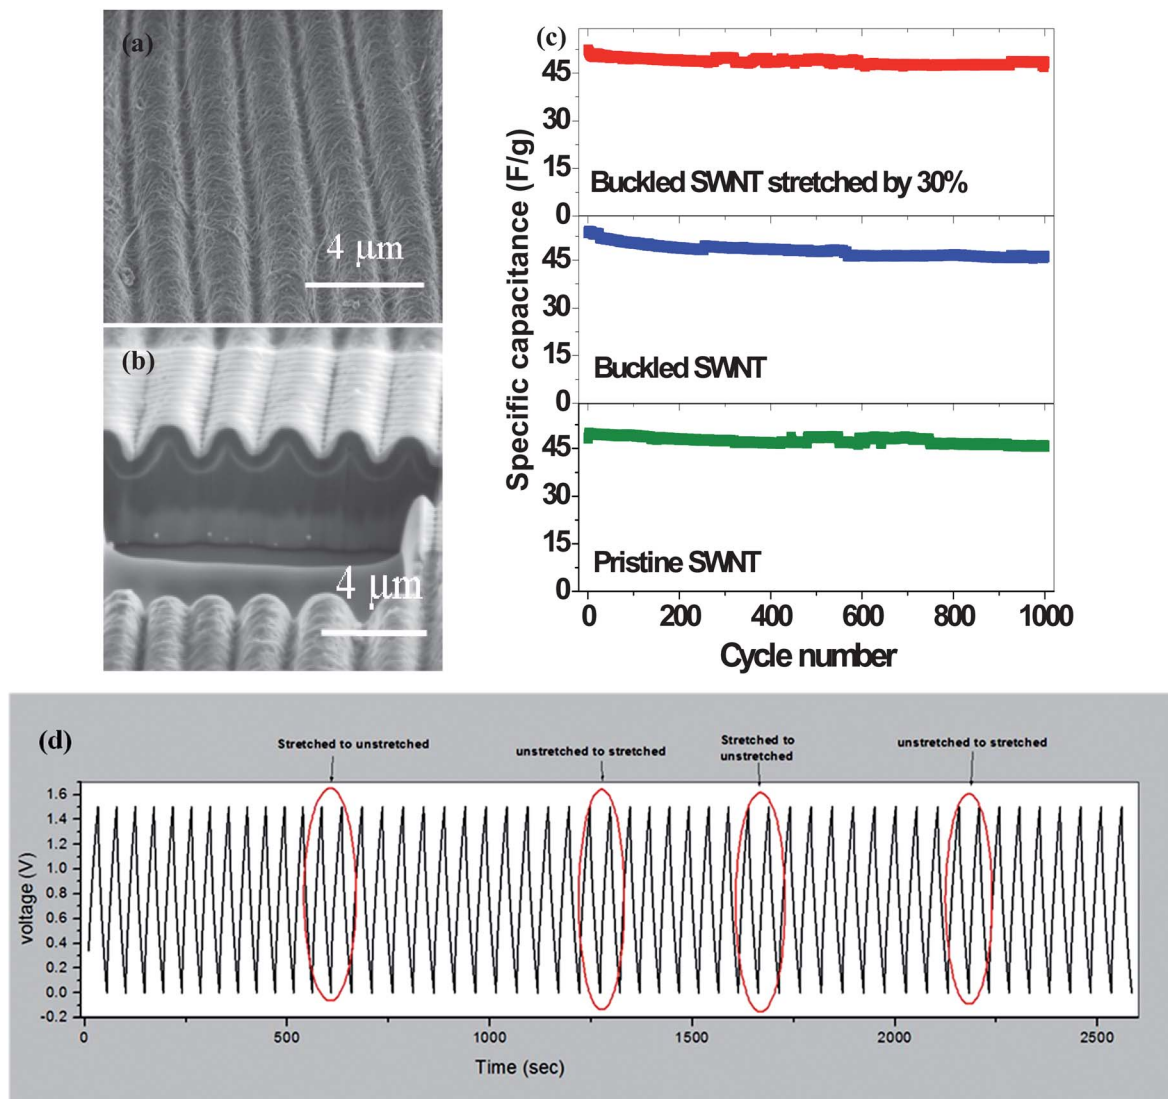 (a)
4 μm
(b)
4 μm
(c)
Specific capacitance (F/g)
45
30
15
0
Buckled SWNT stretched by 30%
45
30
15
0
Buckled SWNT
45
30
45
0
Pristine SWNT
0 200 400 600 800 1000
Cycle number
(d)
Stretched to unstretched
unstretched to stretched
Stretched to
unstretched
unstretched to stretched
voltage (V)
1.6
1.4
1.2
1.0
0.8
0.6
0.4
0.2
0.0
-0.2
0 500 1000 1500 2000 2500
Time (sec)